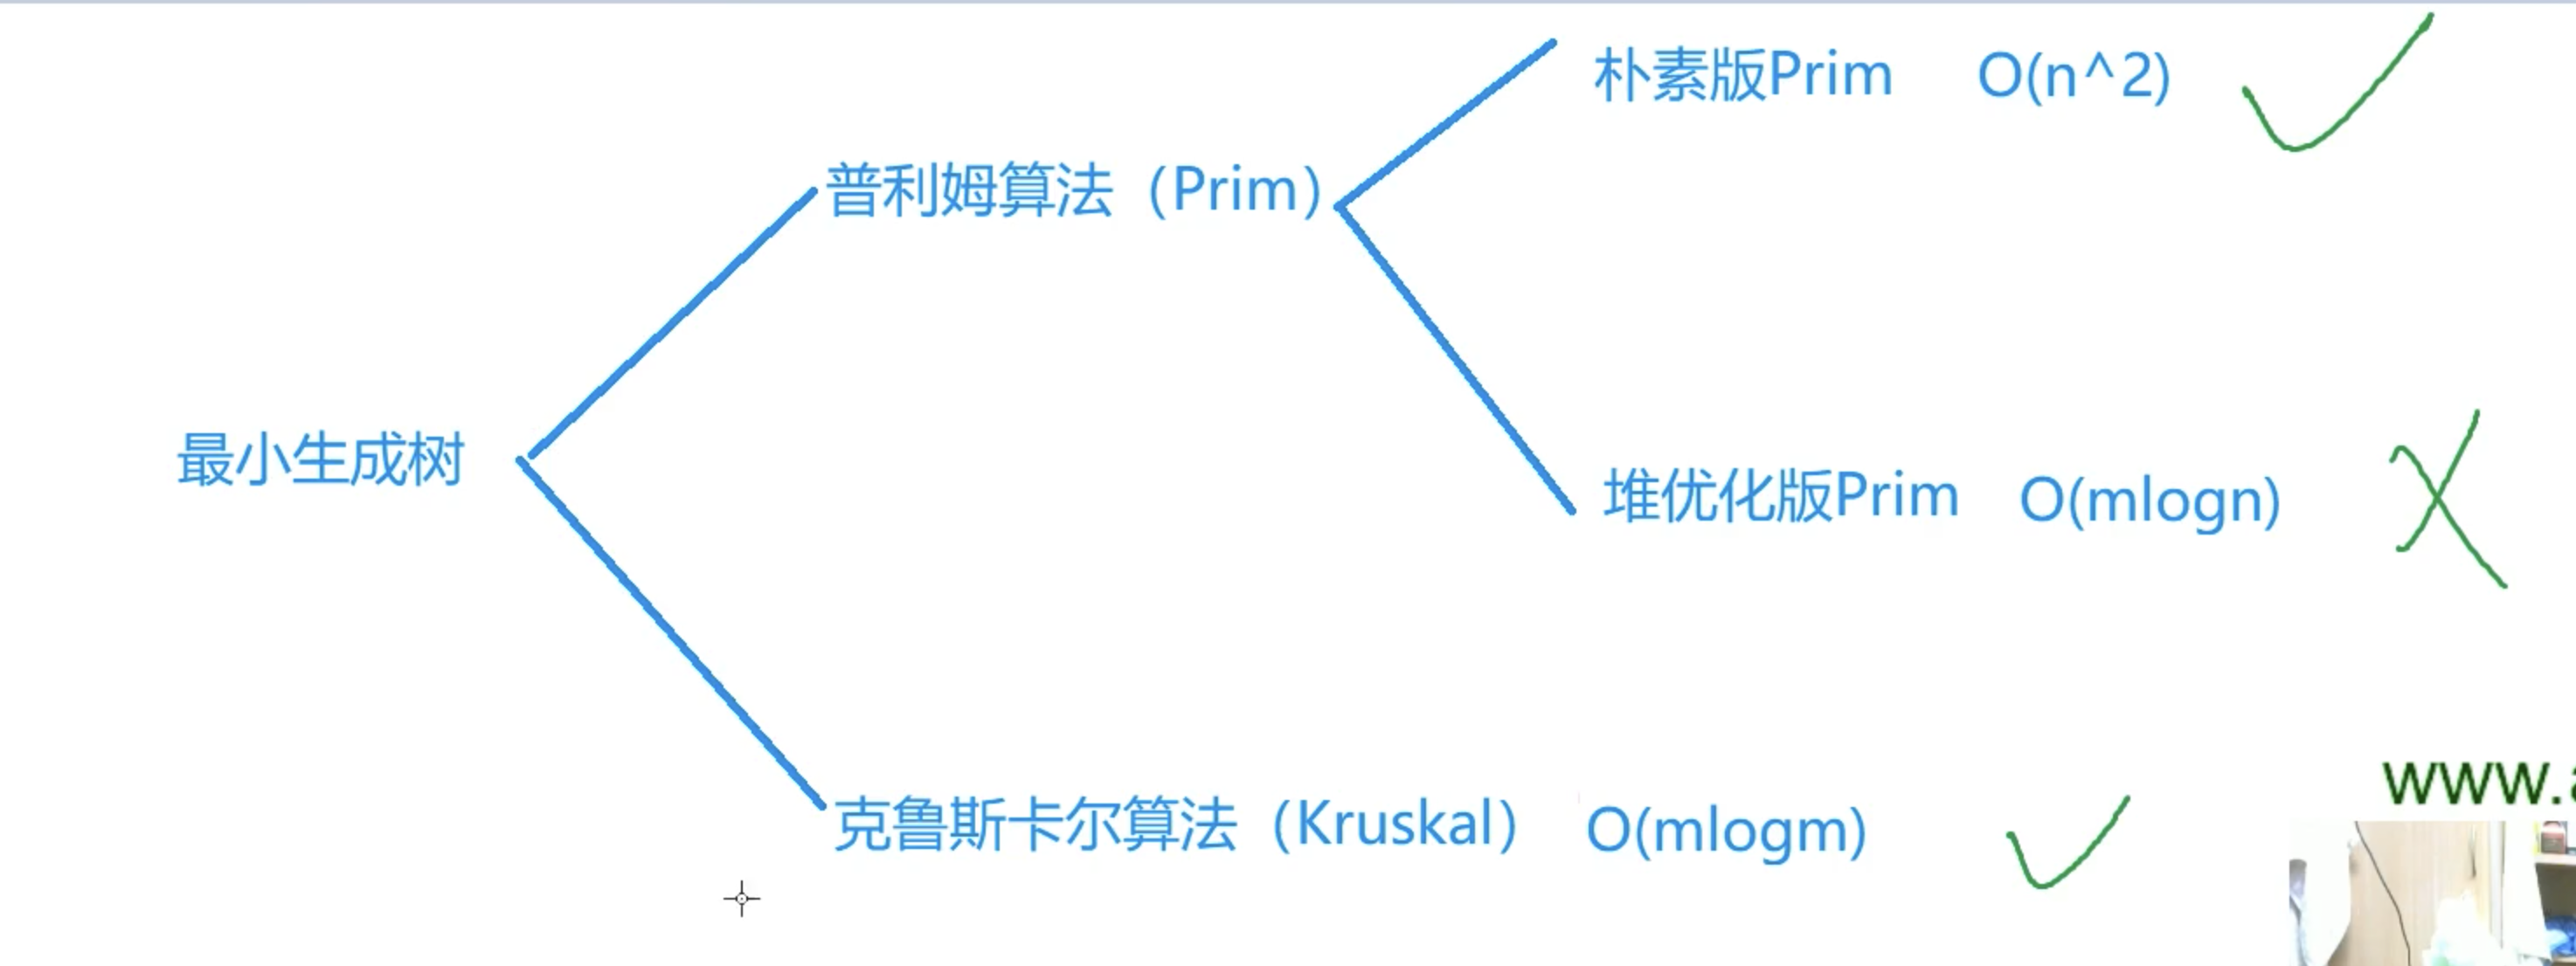 朴素版Prim O(n^2)
普利姆算法（Prim）
最小生成树
堆优化版Prim O(mlogn)
克鲁斯卡尔算法（Kruskal） O(mlogm)
www.a